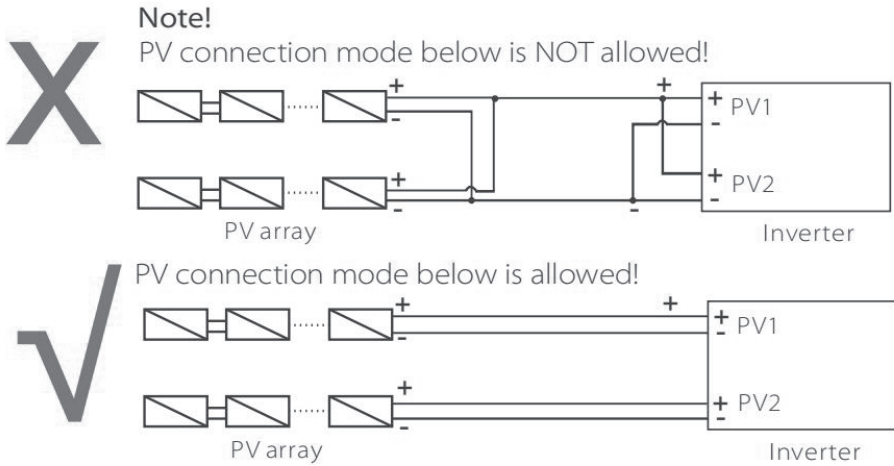 Note!
PV connection mode below is NOT allowed!
X
+
+
+ PV1
-
-
+
+ PV2
-
-
-
PV array
Inverter
PV connection mode below is allowed!
√
+
+
+ PV1
-
-
+
+ PV2
-
-
PV array
Inverter